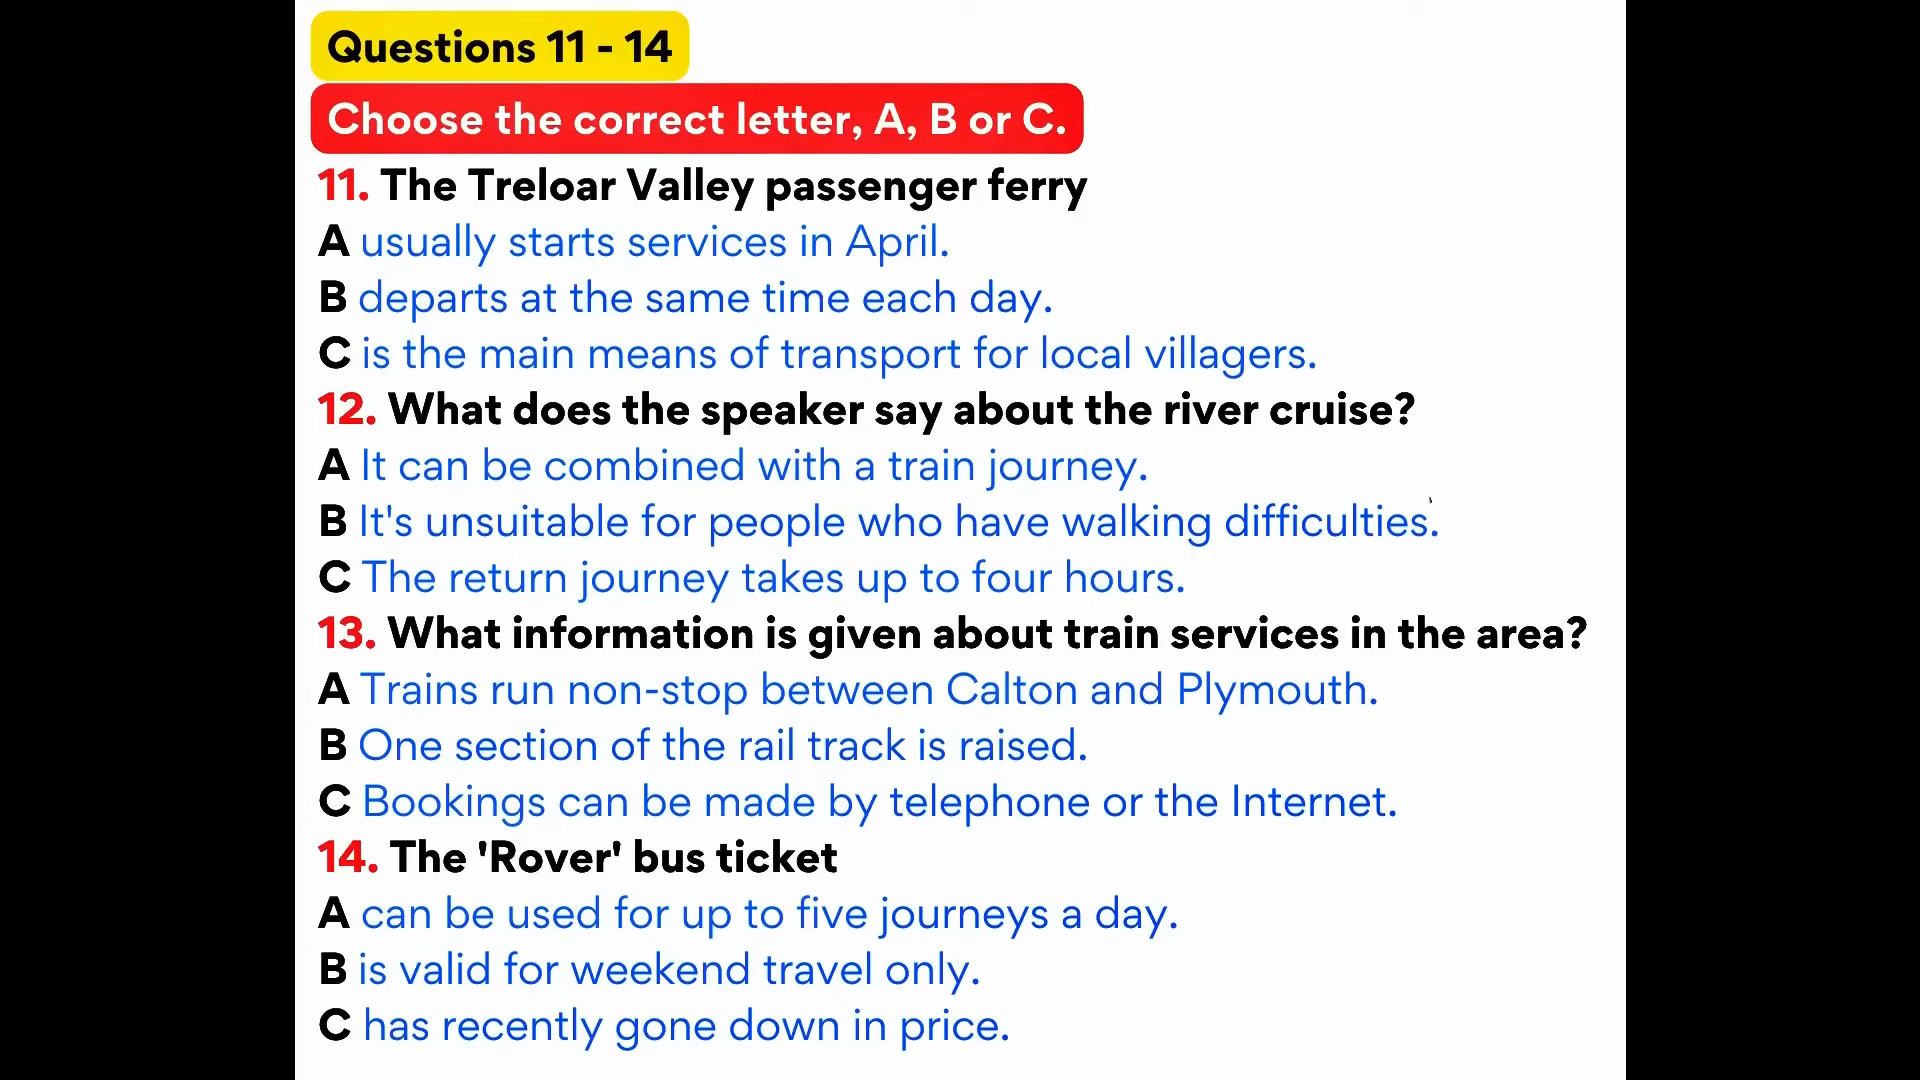 Questions 11 - 14
Choose the correct letter, A, B or C.
11. The Treloar Valley passenger ferry
A usually starts services in April.
B departs at the same time each day.
C is the main means of transport for local villagers.
12. What does the speaker say about the river cruise?
A It can be combined with a train journey.
B It's unsuitable for people who have walking difficulties.
C The return journey takes up to four hours.
13. What information is given about train services in the area?
A Trains run non-stop between Calton and Plymouth.
B One section of the rail track is raised.
C Bookings can be made by telephone or the Internet.
14. The 'Rover' bus ticket
A can be used for up to five journeys a day.
B is valid for weekend travel only.
C has recently gone down in price.